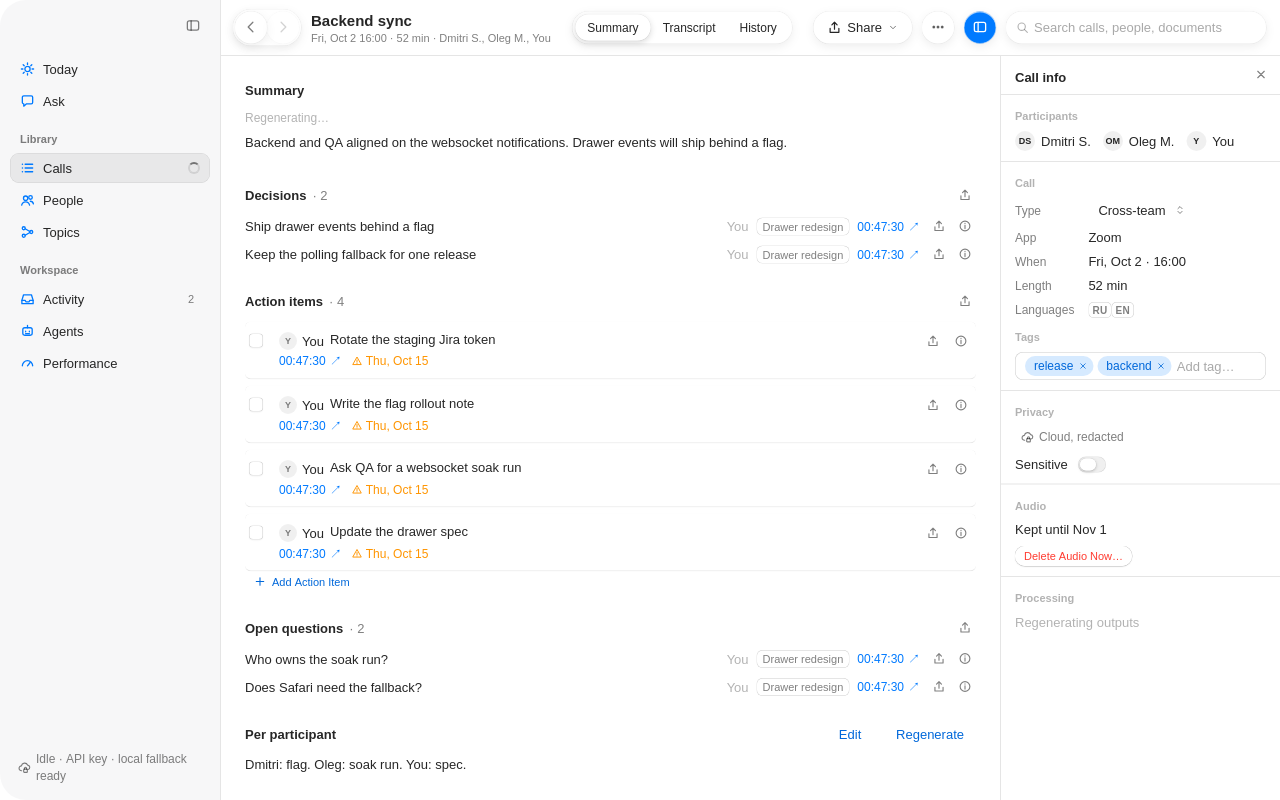 Today
Ask
Library
Calls
People
Topics
Workspace
Activity 2
Agents
Performance
Idle · API key · local fallback
ready
Backend sync
Fri, Oct 2 16:00 · 52 min · Dmitri S., Oleg M., You
Summary Transcript History
Share
Search calls, people, documents
Summary
Regenerating…
Backend and QA aligned on the websocket notifications. Drawer events will ship behind a flag.
Decisions · 2
Ship drawer events behind a flag You Drawer redesign 00:47:30
Keep the polling fallback for one release You Drawer redesign 00:47:30
Action items · 4
Y You Rotate the staging Jira token
00:47:30 Thu, Oct 15
Y You Write the flag rollout note
00:47:30 Thu, Oct 15
Y You Ask QA for a websocket soak run
00:47:30 Thu, Oct 15
Y You Update the drawer spec
00:47:30 Thu, Oct 15
Add Action Item
Open questions · 2
Who owns the soak run? You Drawer redesign 00:47:30
Does Safari need the fallback? You Drawer redesign 00:47:30
Per participant Edit Regenerate
Dmitri: flag. Oleg: soak run. You: spec.
Call info
Participants
DS Dmitri S. OM Oleg M. Y You
Call
Type Cross-team
App Zoom
When Fri, Oct 2 · 16:00
Length 52 min
Languages RU EN
Tags
release backend Add tag…
Privacy
Cloud, redacted
Sensitive
Audio
Kept until Nov 1
Delete Audio Now…
Processing
Regenerating outputs